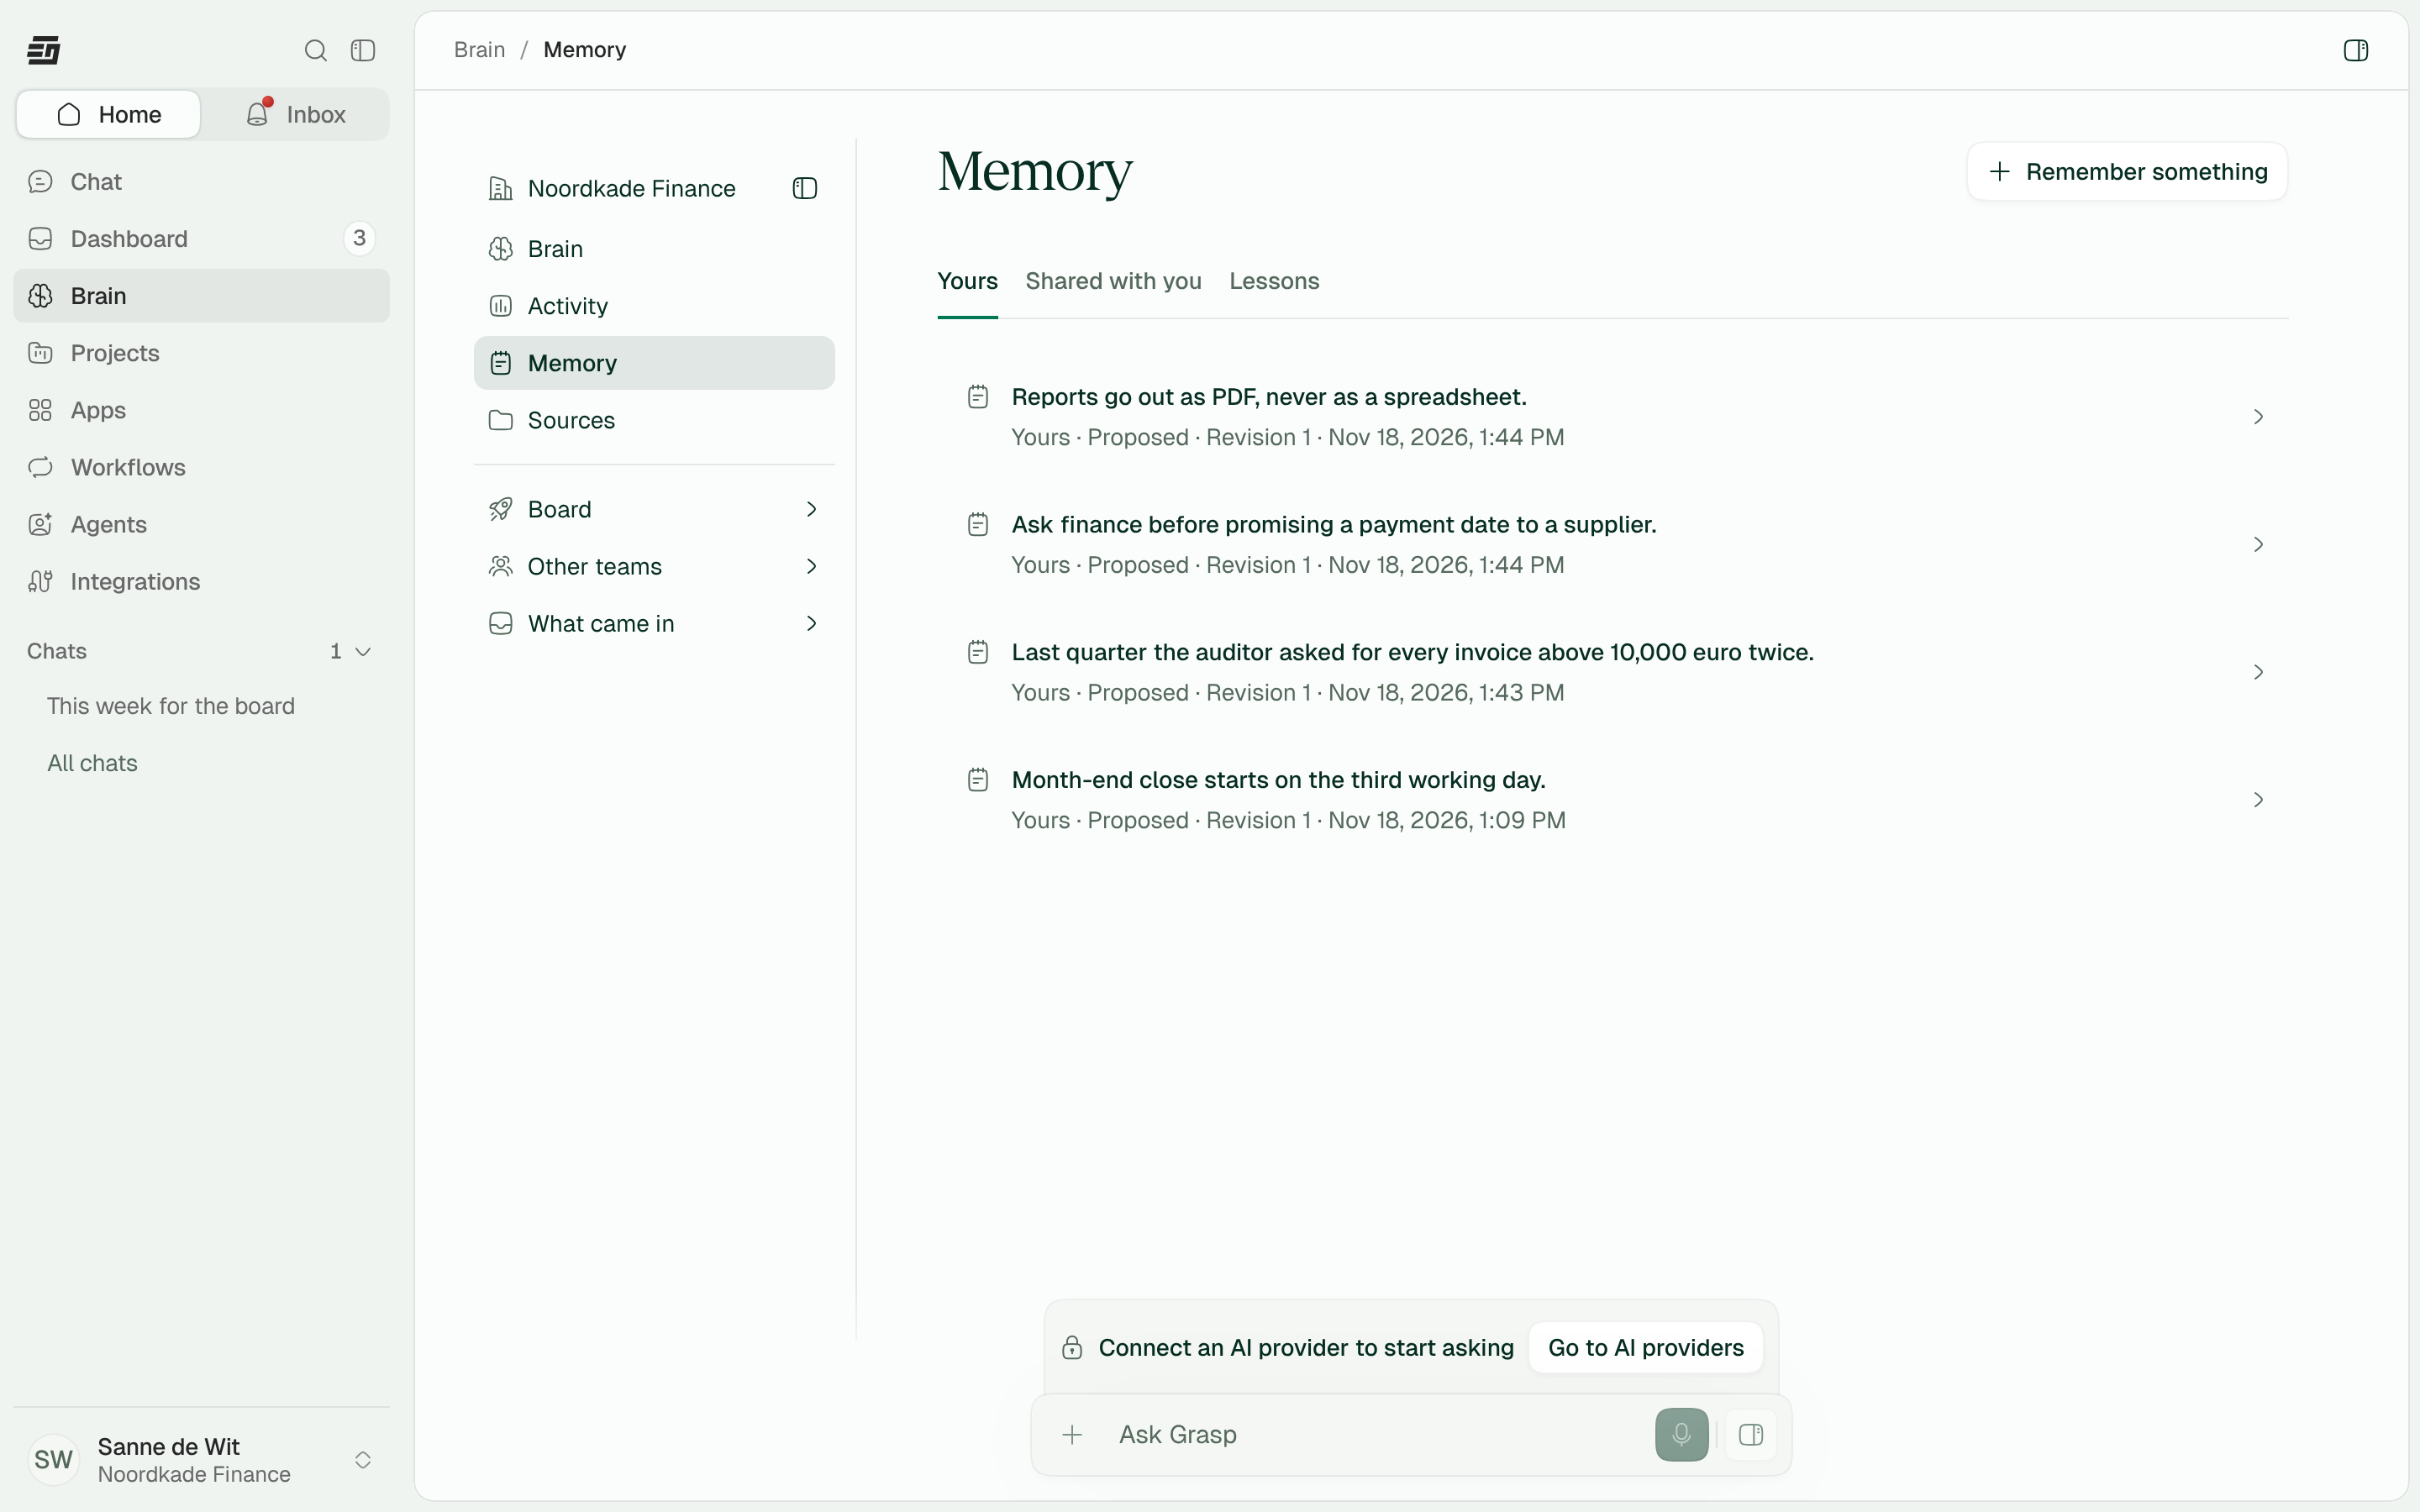 Home
Inbox
Chat
Dashboard
3
Brain
Projects
Apps
Workflows
Agents
Integrations
Chats
1
This week for the board
All chats
SW
Sanne de Wit
Noordkade Finance
Brain / Memory
Noordkade Finance
Brain
Activity
Memory
Sources
Board
Other teams
What came in
Memory
Remember something
Yours
Shared with you
Lessons
Reports go out as PDF, never as a spreadsheet.
Yours · Proposed · Revision 1 · Nov 18, 2026, 1:44 PM
Ask finance before promising a payment date to a supplier.
Yours · Proposed · Revision 1 · Nov 18, 2026, 1:44 PM
Last quarter the auditor asked for every invoice above 10,000 euro twice.
Yours · Proposed · Revision 1 · Nov 18, 2026, 1:43 PM
Month-end close starts on the third working day.
Yours · Proposed · Revision 1 · Nov 18, 2026, 1:09 PM
Connect an AI provider to start asking
Go to AI providers
Ask Grasp